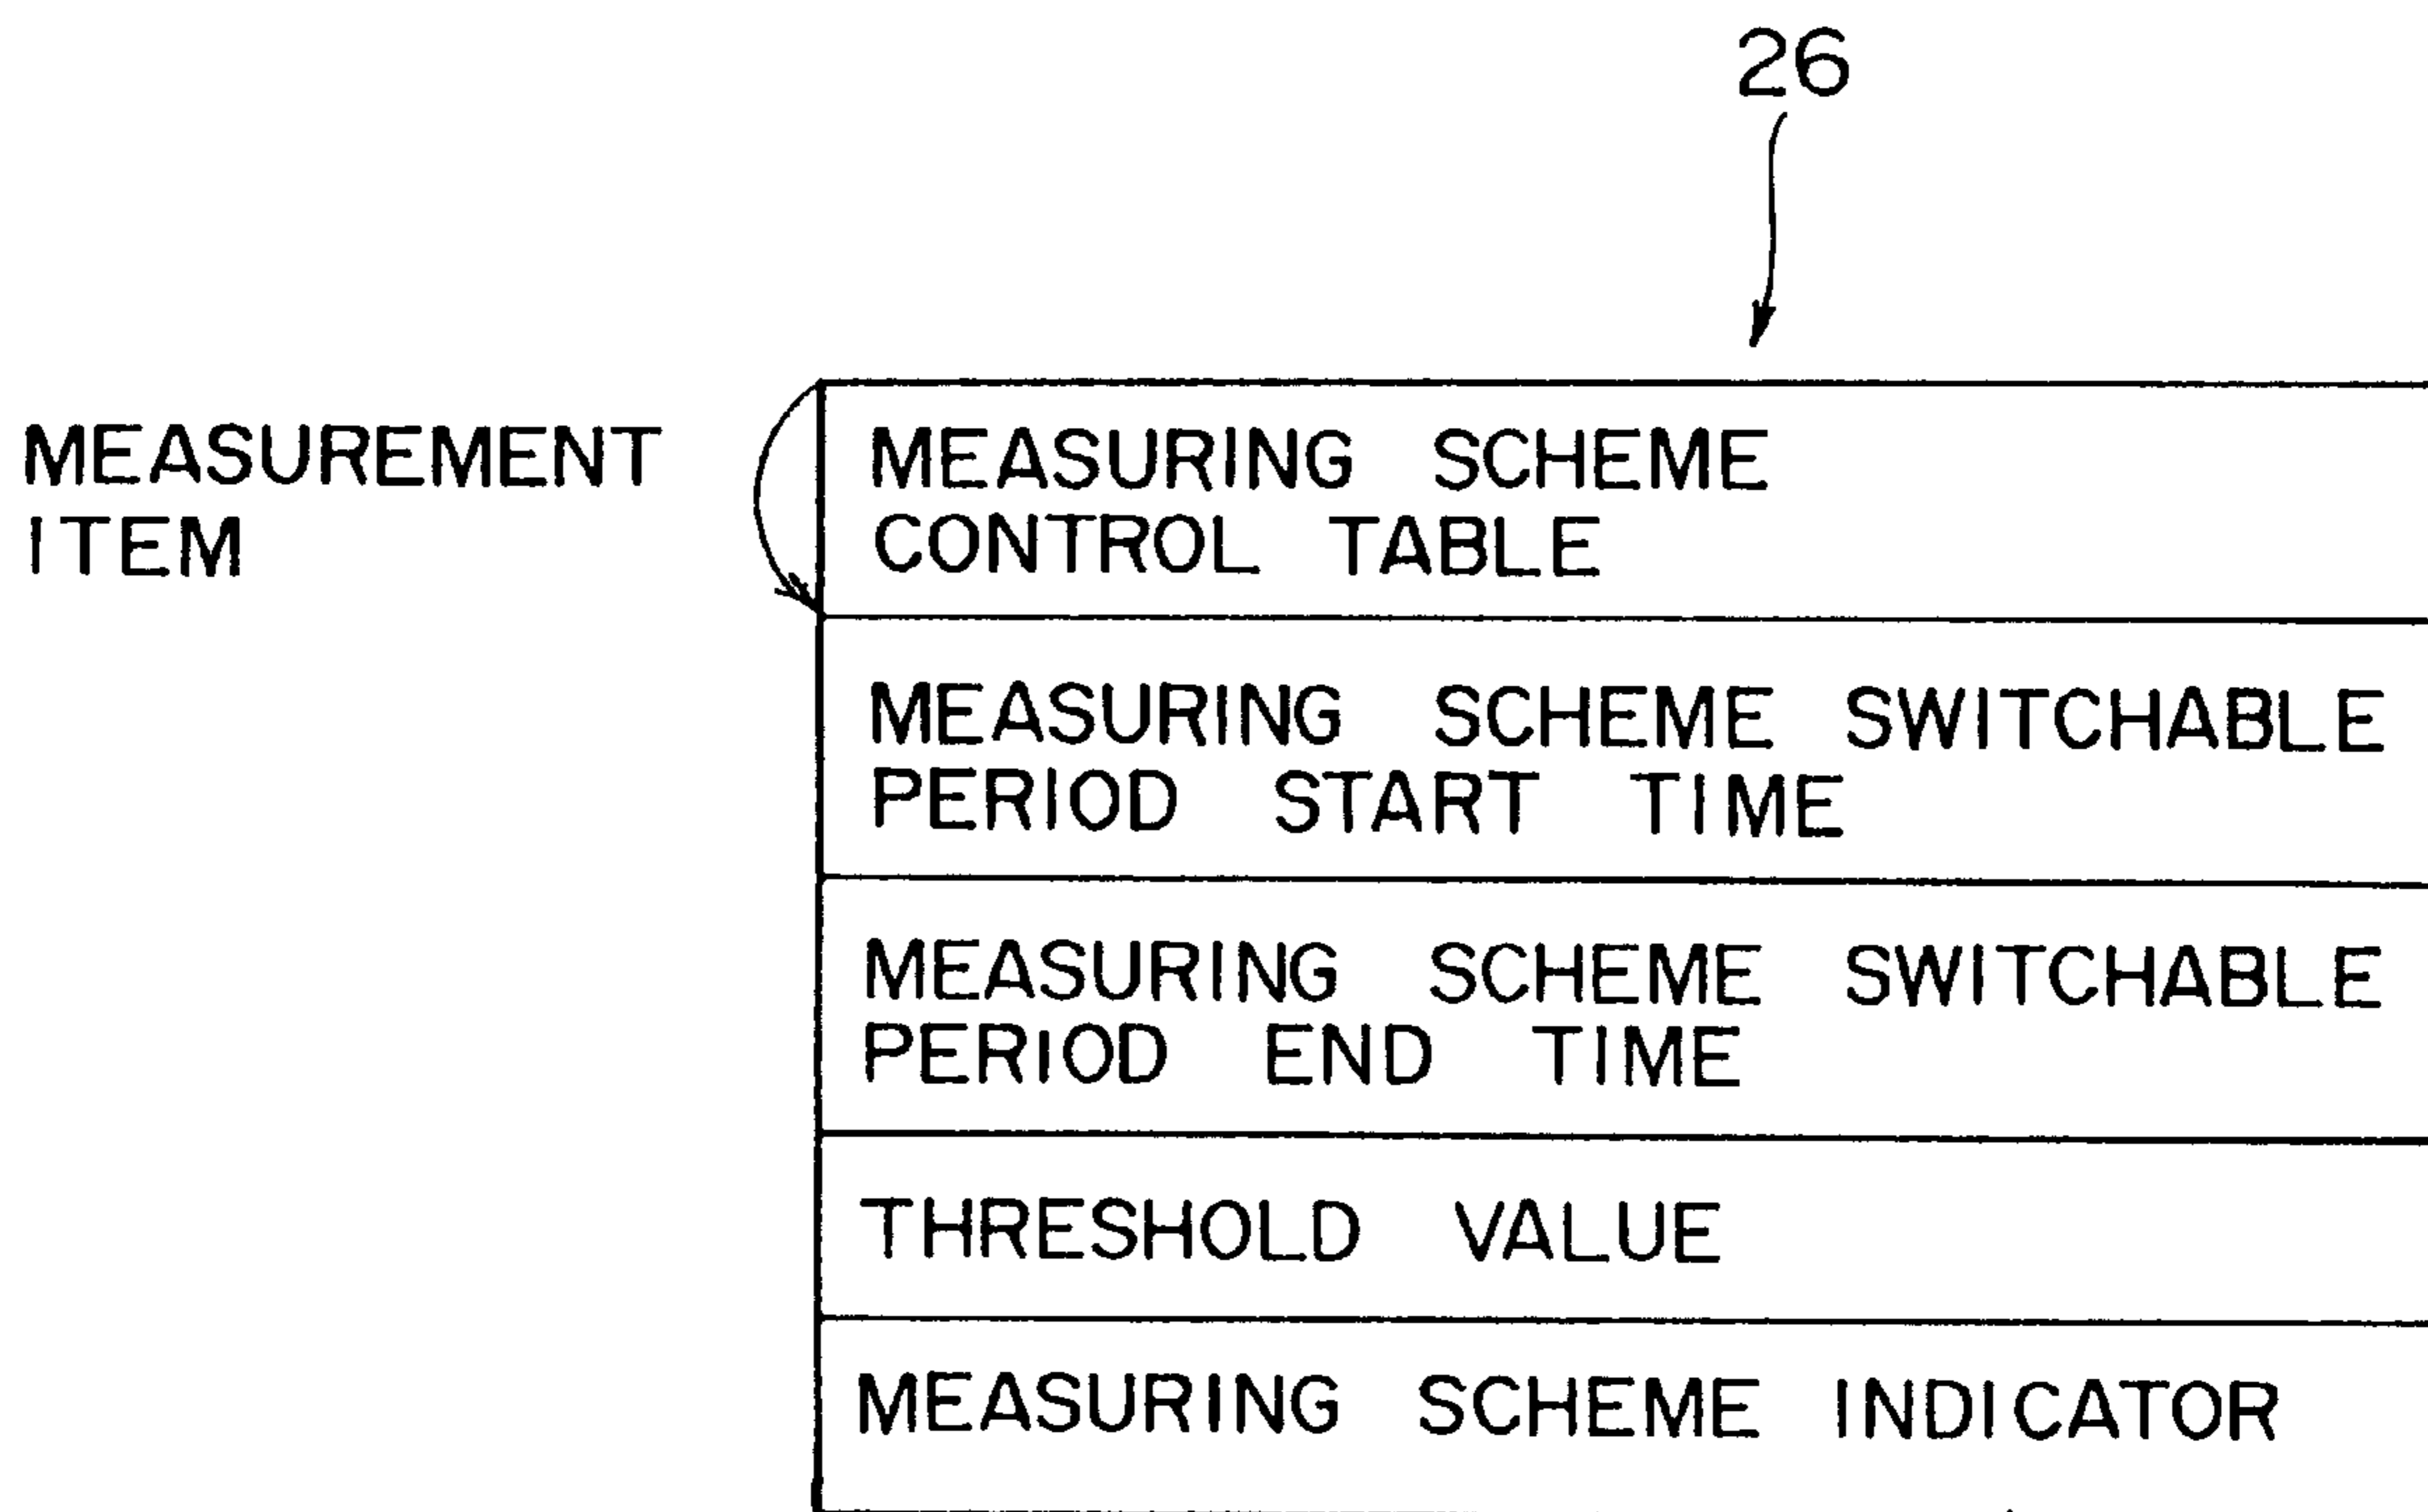 26
MEASUREMENT
ITEM
MEASURING SCHEME
CONTROL TABLE
MEASURING SCHEME SWITCHABLE
PERIOD START TIME
MEASURING SCHEME SWITCHABLE
PERIOD END TIME
THRESHOLD VALUE
MEASURING SCHEME INDICATOR